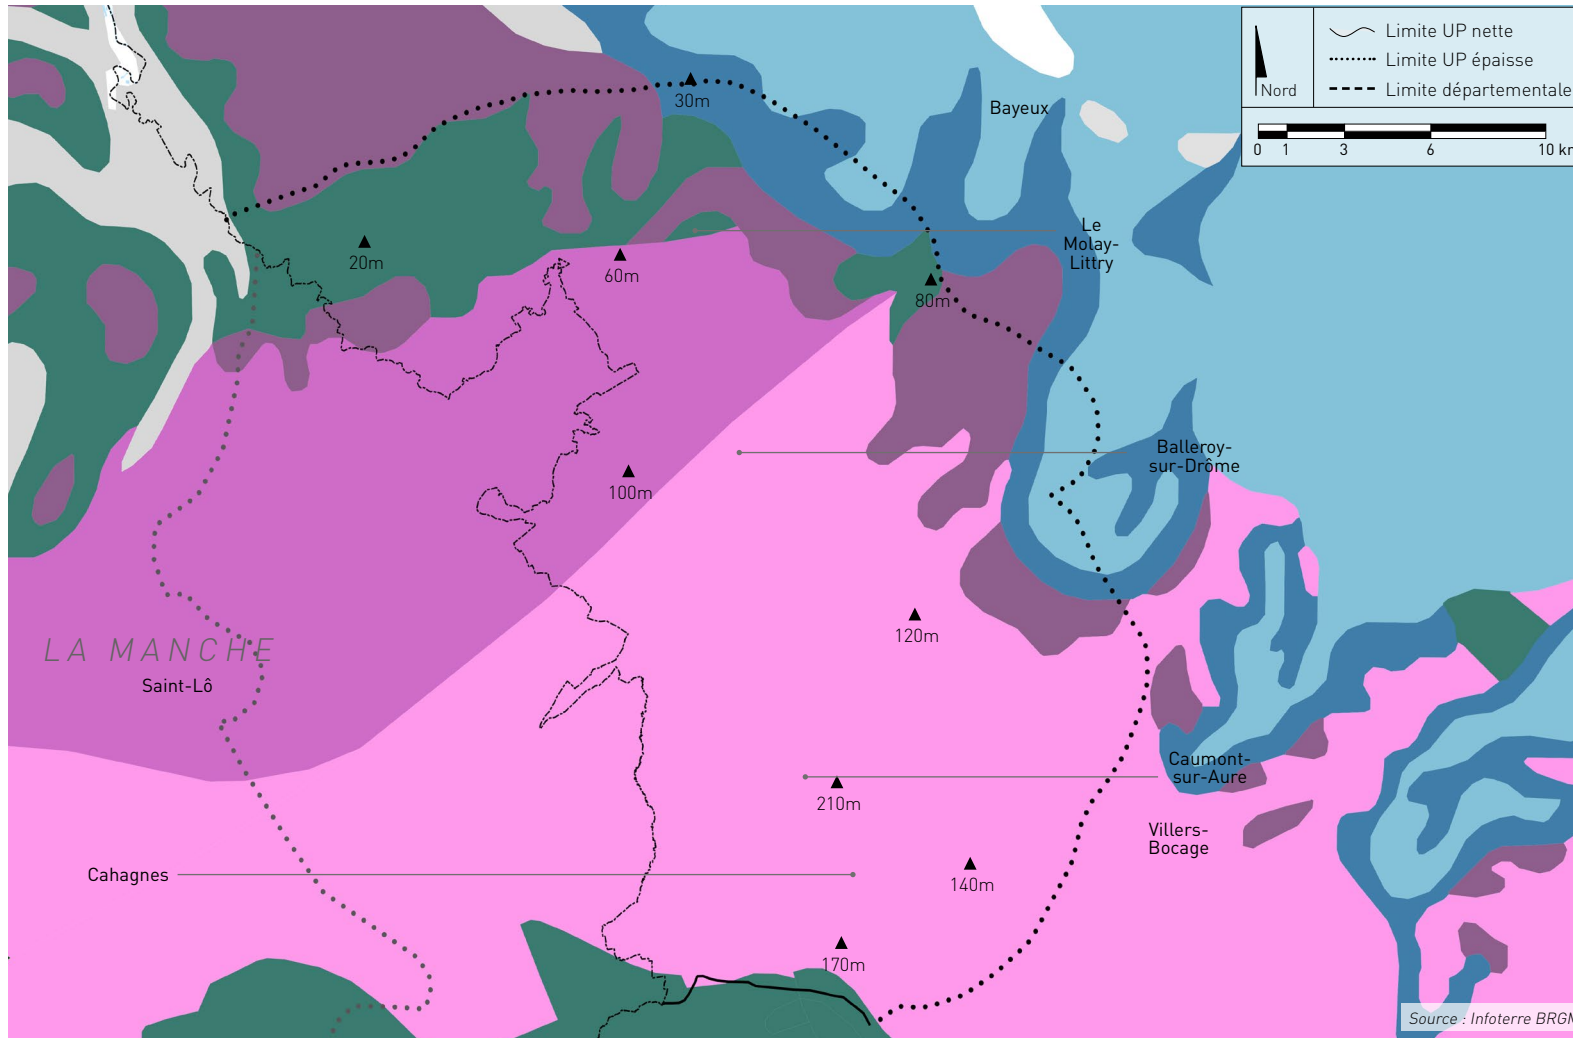 Limite UP nette
Limite UP épaisse
Limite départementale
Nord
0 1 3 6 10 km
30m
Bayeux
20m
60m
Le
Molay-
Littry
80m
Balleroy-
sur-Drôme
100m
120m
LA MANCHE
Saint-Lô
Caumont-
sur-Aure
210m
Villers-
Bocage
Cahagnes
140m
170m
Source : Infoterre BRGM